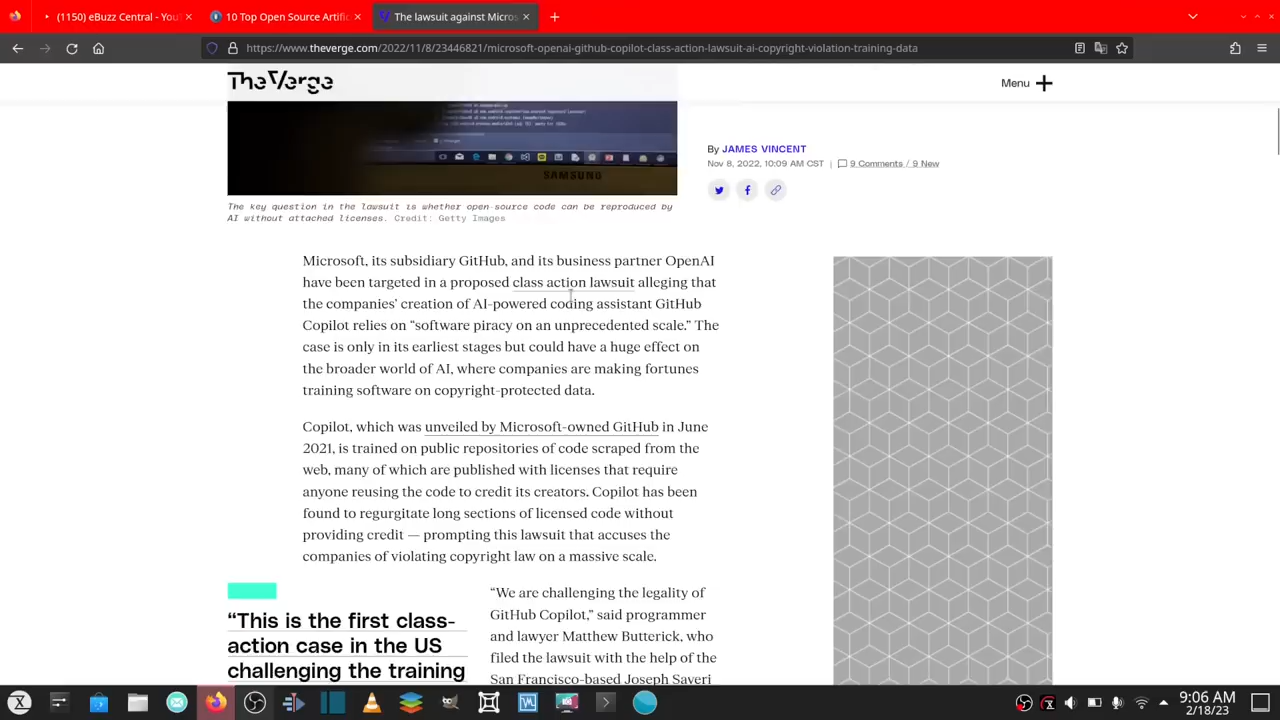 (1150) eBuzz Central - You
10 Top Open Source Artific
The lawsuit against Micros
https://www.theverge.com/2022/11/8/23446821/microsoft-openai-github-copilot-class-action-lawsuit-ai-copyright-violation-training-data
TheVerge
Menu
SAMSUNG
By JAMES VINCENT
Nov 8, 2022, 10:09 AM CST | 9 Comments / 9 New
The key question in the lawsuit is whether open-source code can be reproduced by
AI without attached licenses. Credit: Getty Images
Microsoft, its subsidiary GitHub, and its business partner OpenAI
have been targeted in a proposed class action lawsuit alleging that
the companies’ creation of AI-powered coding assistant GitHub
Copilot relies on “software piracy on an unprecedented scale.” The
case is only in its earliest stages but could have a huge effect on
the broader world of AI, where companies are making fortunes
training software on copyright-protected data.
Copilot, which was unveiled by Microsoft-owned GitHub in June
2021, is trained on public repositories of code scraped from the
web, many of which are published with licenses that require
anyone reusing the code to credit its creators. Copilot has been
found to regurgitate long sections of licensed code without
providing credit — prompting this lawsuit that accuses the
companies of violating copyright law on a massive scale.
“This is the first class-
action case in the US
challenging the training
“We are challenging the legality of
GitHub Copilot,” said programmer
and lawyer Matthew Butterick, who
filed the lawsuit with the help of the
San Francisco-based Joseph Saveri
9:06 AM
2/18/23